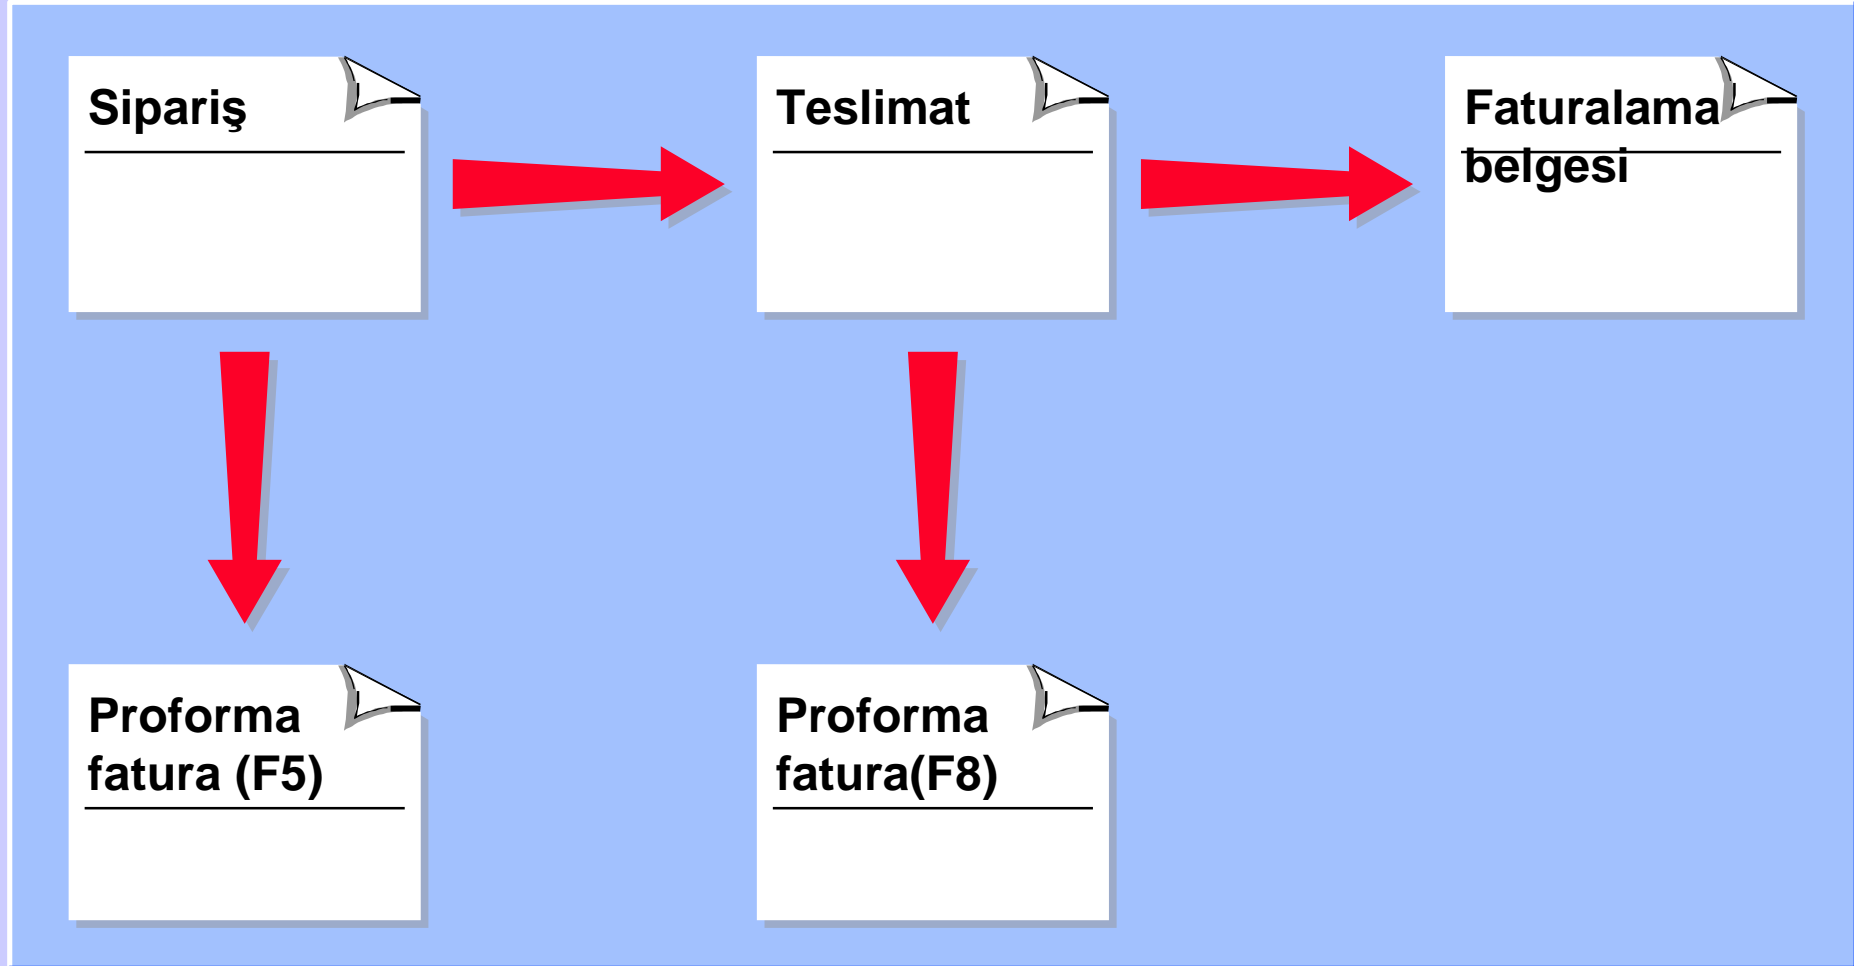 Sipariş
Teslimat
Faturalama
belgesi
Proforma
fatura (F5)
Proforma
fatura(F8)